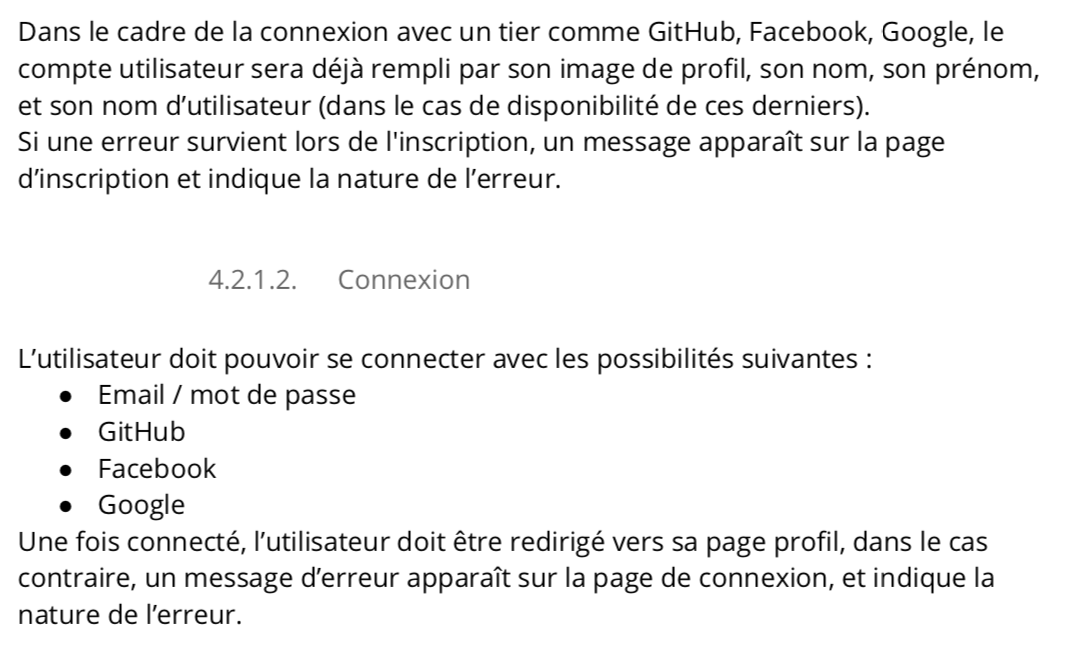 Dans le cadre de la connexion avec un tier comme GitHub, Facebook, Google, le
compte utilisateur sera déjà rempli par son image de profil, son nom, son prénom,
et son nom d’utilisateur (dans le cas de disponibilité de ces derniers).
Si une erreur survient lors de l'inscription, un message apparaît sur la page
d’inscription et indique la nature de l’erreur.
4.2.1.2. Connexion
L’utilisateur doit pouvoir se connecter avec les possibilités suivantes :
● Email / mot de passe
● GitHub
● Facebook
● Google
Une fois connecté, l’utilisateur doit être redirigé vers sa page profil, dans le cas
contraire, un message d’erreur apparaît sur la page de connexion, et indique la
nature de l’erreur.